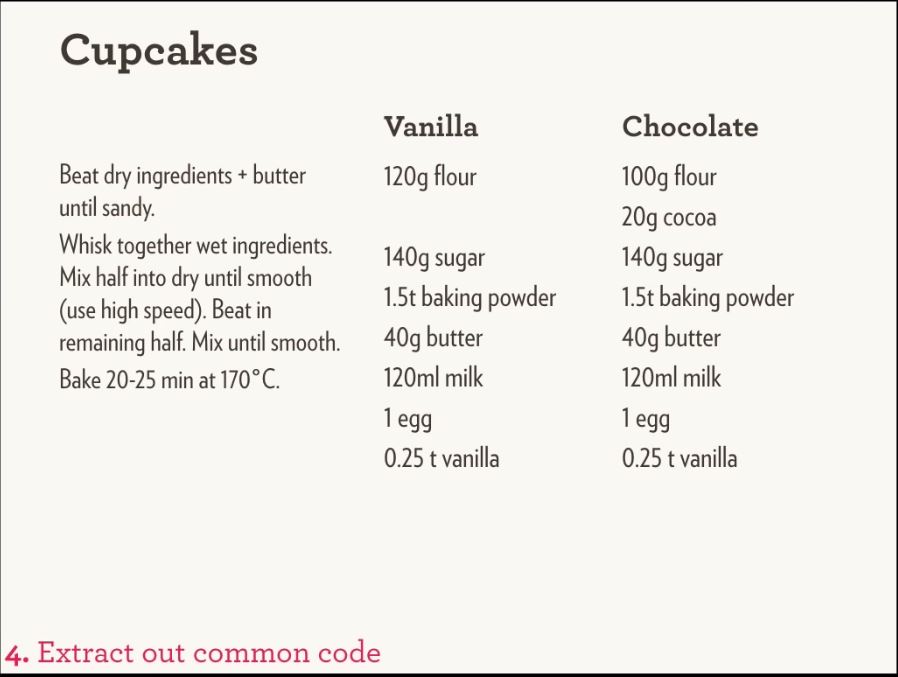 Cupcakes
Vanilla
Chocolate
Beat dry ingredients + butter
until sandy.
Whisk together wet ingredients.
Mix half into dry until smooth
(use high speed). Beat in
remaining half. Mix until smooth.
Bake 20-25 min at 170°C.
120g flour
140g sugar
1.5t baking powder
40g butter
120ml milk
1 egg
0.25 t vanilla
100g flour
20g cocoa
140g sugar
1.5t baking powder
40g butter
120ml milk
1 egg
0.25 t vanilla
4. Extract out common code